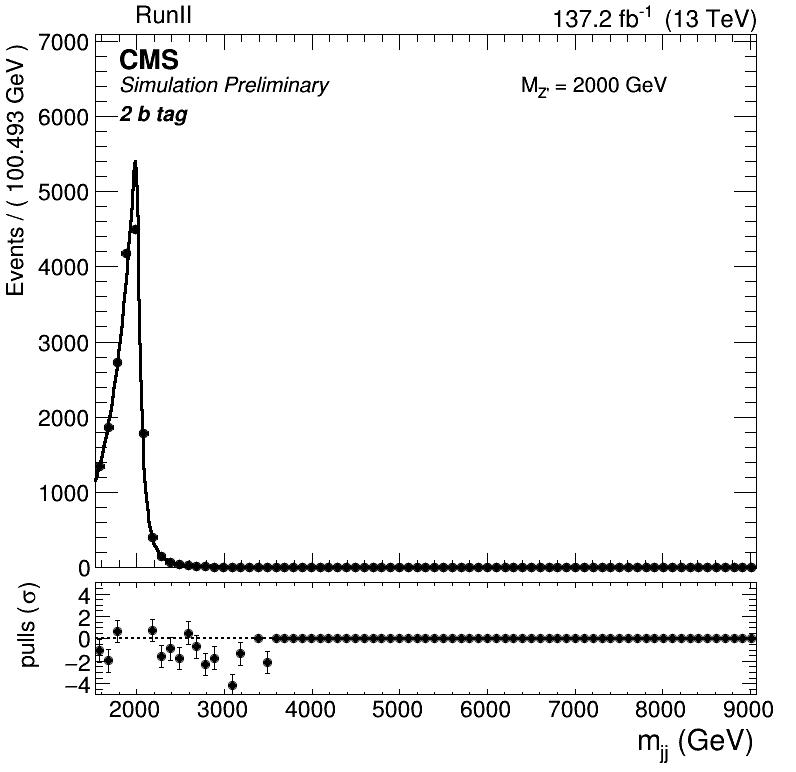 RunII
137.2 fb-1 (13 TeV)
CMS
Simulation Preliminary
2 b tag
MZ' = 2000 GeV
Events / ( 100.493 GeV )
7000
6000
5000
4000
3000
2000
1000
0
pulls (σ)
4
2
0
−2
−4
2000 3000 4000 5000 6000 7000 8000 9000
mjj (GeV)